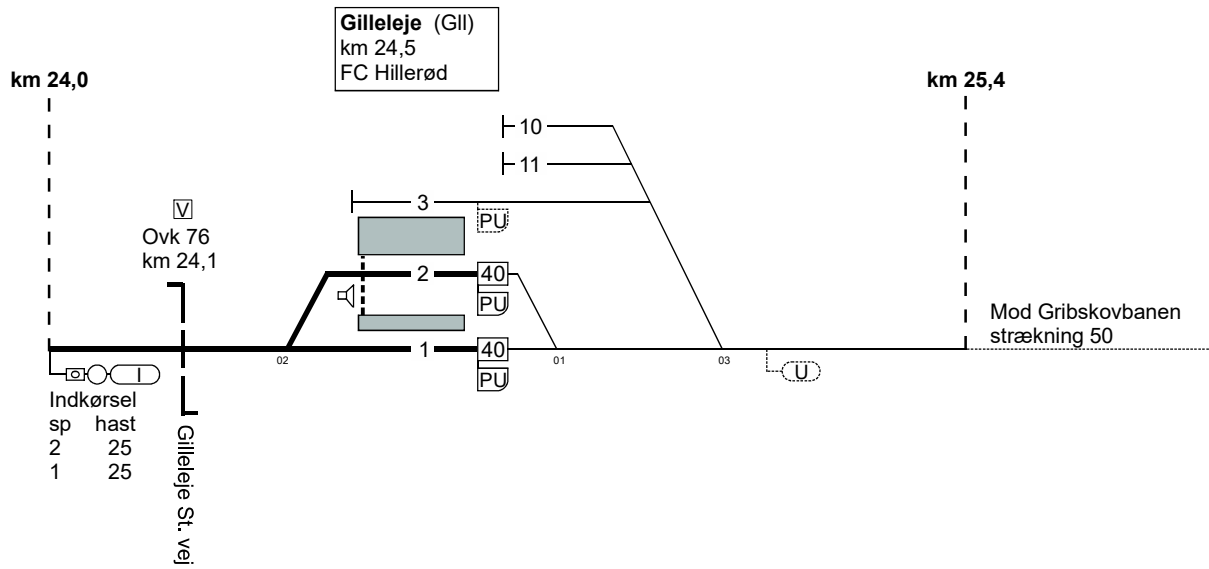 Gilleleje (Gll)
km 24,5
FC Hillerød
km 24,0
km 25,4
10
11
3
PU
V
Ovk 76
km 24,1
2
40
PU
Mod Gribskovbanen
strækning 50
1
40
02
01
03
PU
I
U
Indkørsel
sp hast
2 25
1 25
Gilleleje St. vej